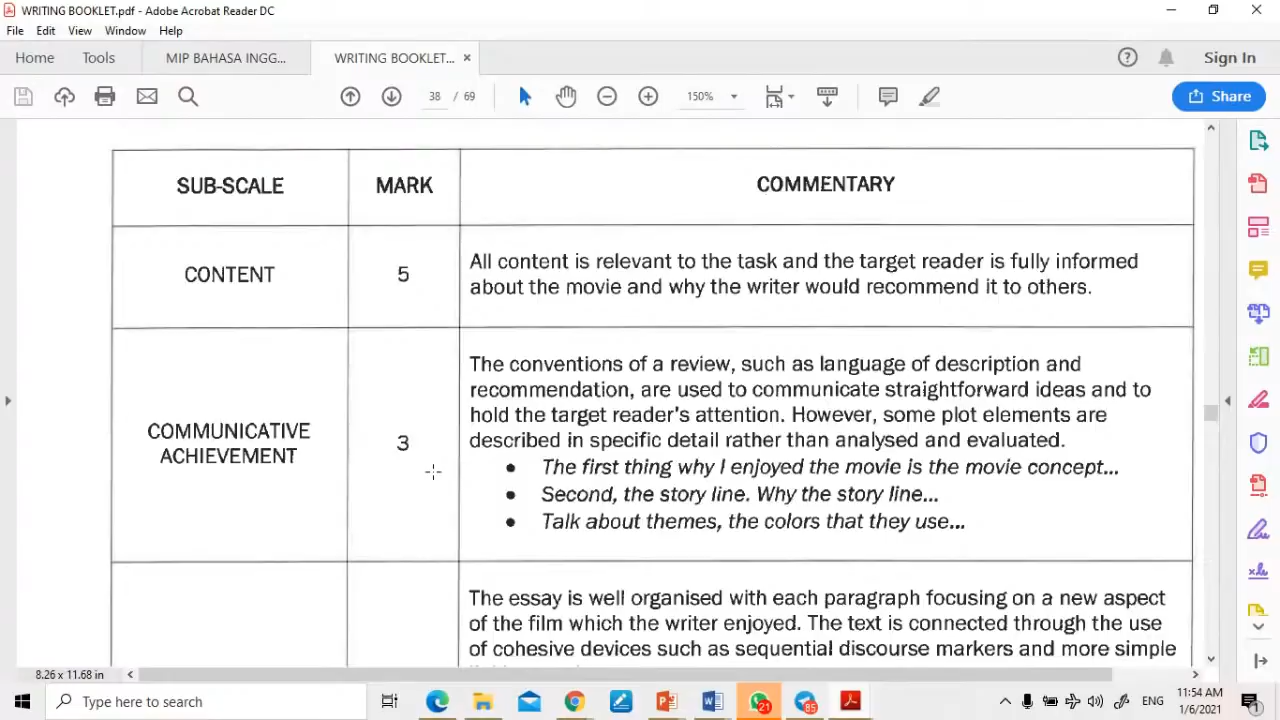 WRITING BOOKLET.pdf - Adobe Acrobat Reader DC
File Edit View Window Help
Home Tools MIP BAHASA INGG... WRITING BOOKLET... ×
Sign In
38 / 69 150% Share
SUB-SCALE MARK COMMENTARY
CONTENT 5
All content is relevant to the task and the target reader is fully informed
about the movie and why the writer would recommend it to others.
COMMUNICATIVE
ACHIEVEMENT
3
The conventions of a review, such as language of description and
recommendation, are used to communicate straightforward ideas and to
hold the target reader's attention. However, some plot elements are
described in specific detail rather than analysed and evaluated.
• The first thing why I enjoyed the movie is the movie concept...
• Second, the story line. Why the story line...
• Talk about themes, the colors that they use...
The essay is well organised with each paragraph focusing on a new aspect
of the film which the writer enjoyed. The text is connected through the use
of cohesive devices such as sequential discourse markers and more simple
8.26 x 11.68 in
Type here to search
21
85
ENG
11:54 AM
1/6/2021
1